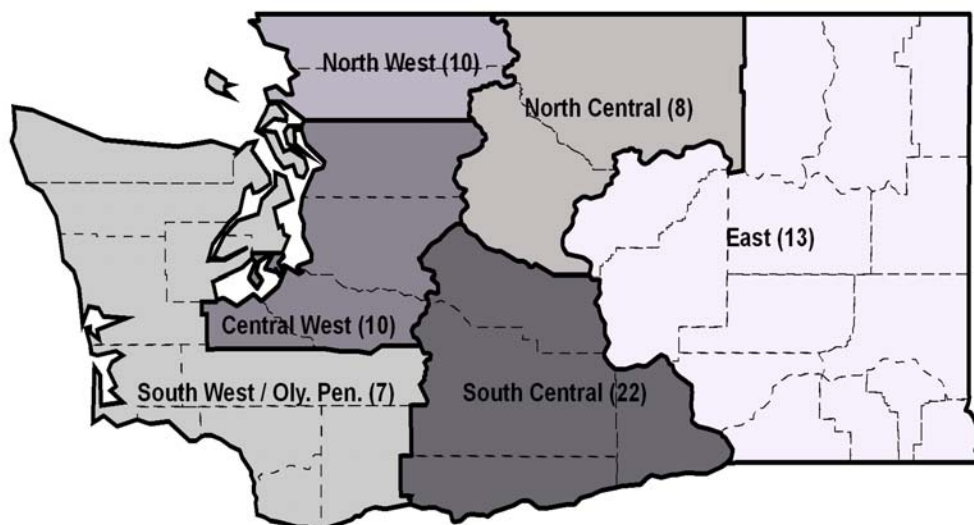 North West (10)
North Central (8)
East (13)
Central West (10)
South West / Oly. Pen. (7)
South Central (22)